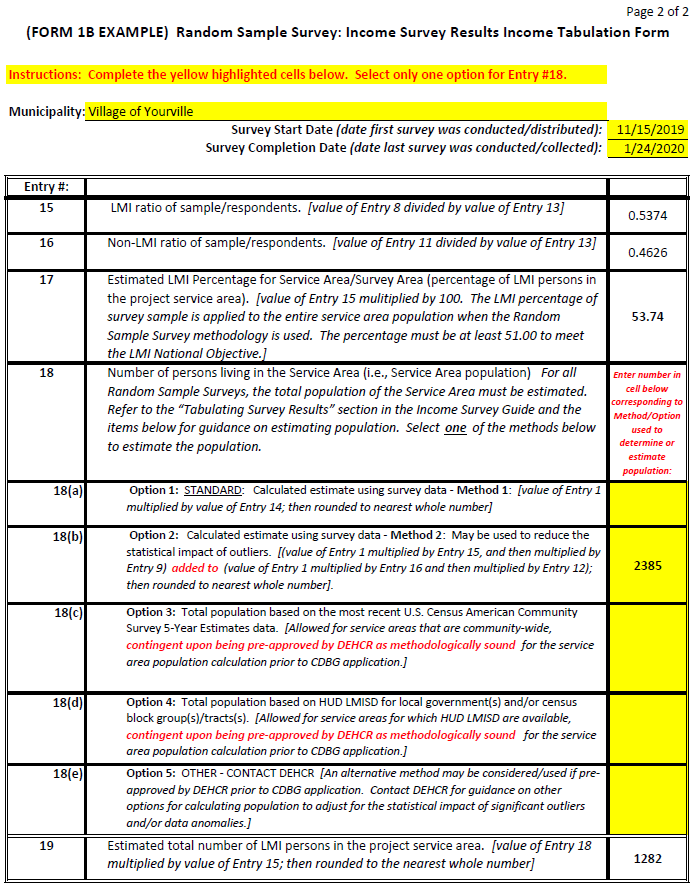 Page 2 of 2
(FORM 1B EXAMPLE)  Random Sample Survey: Income Survey Results Income Tabulation Form
Instructions:  Complete the yellow highlighted cells below.  Select only one option for Entry #18.
Municipality: Village of Yourville
Survey Start Date (date first survey was conducted/distributed): 11/15/2019
Survey Completion Date (date last survey was conducted/collected): 1/24/2020
Entry #:
15 LMI ratio of sample/respondents.  [value of Entry 8 divided by value of Entry 13] 0.5374
16 Non-LMI ratio of sample/respondents.  [value of Entry 11 divided by value of Entry 13] 0.4626
17 Estimated LMI Percentage for Service Area/Survey Area (percentage of LMI persons in
the project service area).  [value of Entry 15 mulitiplied by 100.  The LMI percentage of
survey sample is applied to the entire service area population when the Random
Sample Survey methodology is used.  The percentage must be at least 51.00 to meet
the LMI National Objective.]
53.74
18 Number of persons living in the Service Area (i.e., Service Area population)  For all
Random Sample Surveys, the total population of the Service Area must be estimated.
Refer to the "Tabulating Survey Results" section in the Income Survey Guide and the
items below for guidance on estimating population.  Select one of the methods below
to estimate the population.
Enter number in
cell below
corresponding to
Method/Option
used to
determine or
estimate
population:
18(a) Option 1:  STANDARD:  Calculated estimate using survey data - Method 1:  [value of Entry 1
multiplied by value of Entry 14; then rounded to nearest whole number]
18(b) Option 2:  Calculated estimate using survey data - Method 2:  May be used to reduce the
statistical impact of outliers.  [(value of Entry 1 multiplied by Entry 15, and then multiplied by
Entry 9)  added to  (value of Entry 1 multiplied by Entry 16 and then multiplied by Entry 12);
then rounded to nearest whole number].
2385
18(c) Option 3:  Total population based on the most recent U.S. Census American Community
Survey 5-Year Estimates data.  [Allowed for service areas that are community-wide,
contingent upon being pre-approved by DEHCR as methodologically sound  for the service
area population calculation prior to CDBG application.]
18(d) Option 4:  Total population based on HUD LMISD for local government(s) and/or census
block group(s)/tracts(s).  [Allowed for service areas for which HUD LMISD are available,
contingent upon being pre-approved by DEHCR as methodologically sound  for the service
area population calculation prior to CDBG application.]
18(e) Option 5:  OTHER - CONTACT DEHCR  [An alternative method may be considered/used if pre-
approved by DEHCR prior to CDBG application.  Contact DEHCR for guidance on other
options for calculating population to adjust for the statistical impact of significant outliers
and/or data anomalies.]
19 Estimated total number of LMI persons in the project service area.  [value of Entry 18
multiplied by value of Entry 15; then rounded to the nearest whole number]
1282